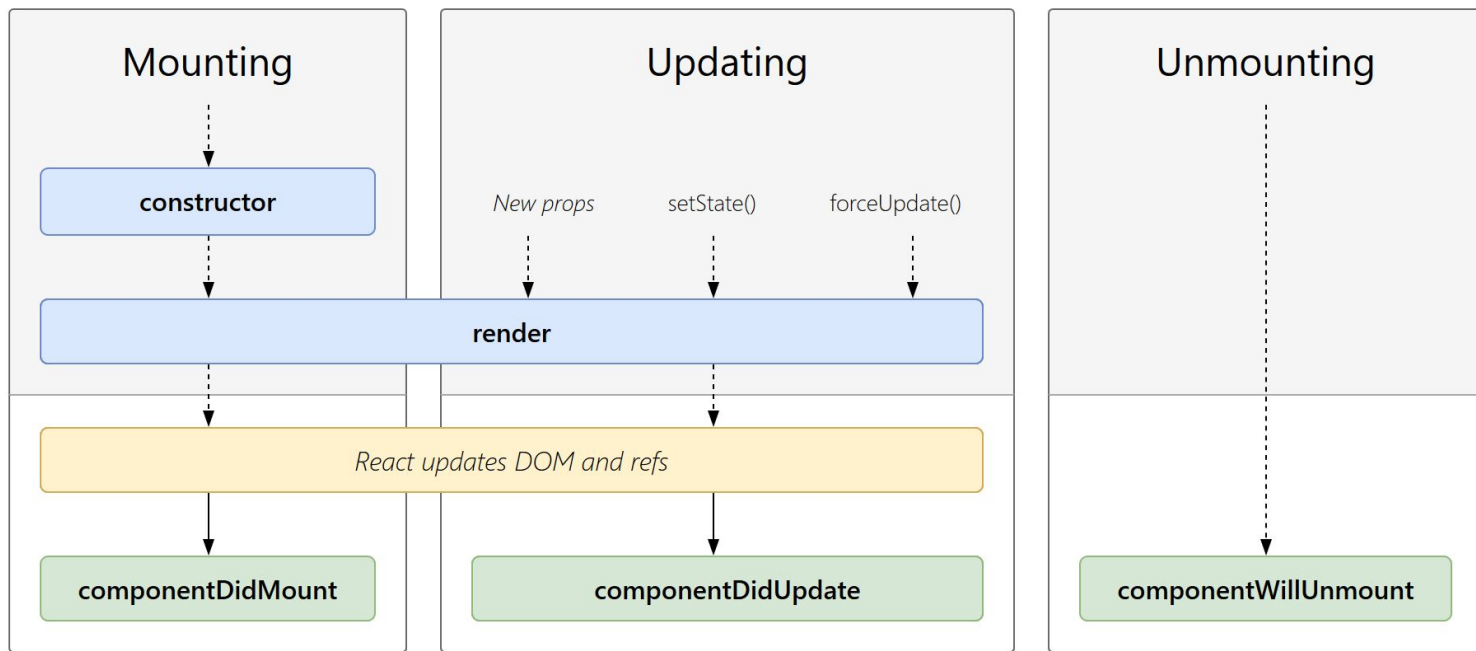 Mounting
Updating
Unmounting
constructor
New props
setState()
forceUpdate()
render
React updates DOM and refs
componentDidMount
componentDidUpdate
componentWillUnmount